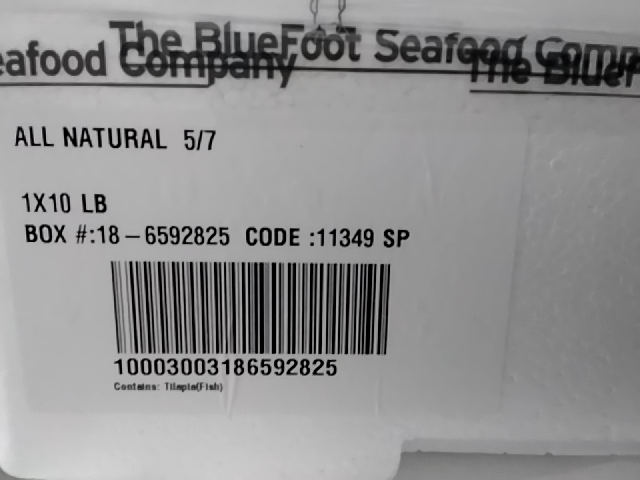 The BlueFoot Seafood Comp
eafood Company The BlueF
ALL NATURAL 5/7
1X10 LB
BOX #:18-6592825 CODE :11349 SP
10003003186592825
Contains: Tilapia(Fish)